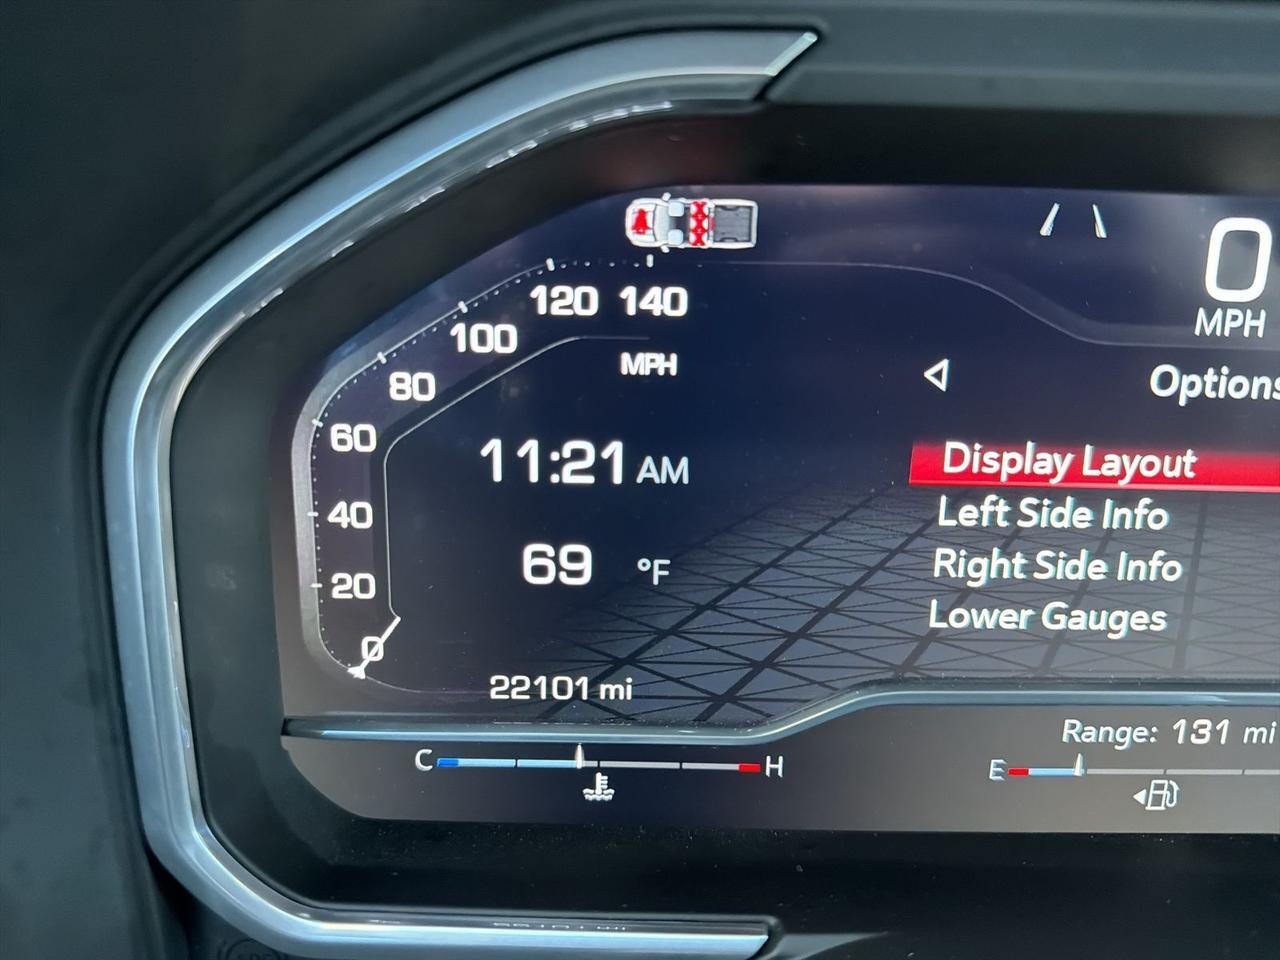 0
MPH
120 140
100
MPH
80
Options
60
11:21 AM
Display Layout
40
Left Side Info
69 °F
Right Side Info
20
Lower Gauges
0
22101 mi
Range: 131 mi
C H
E